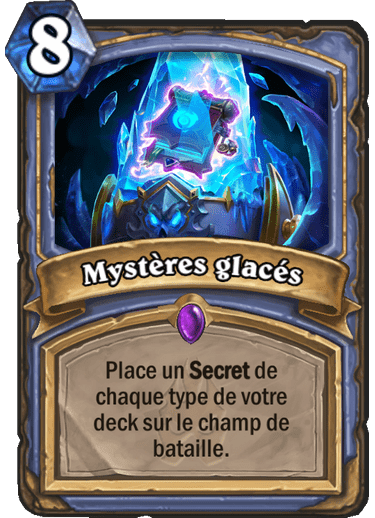 8
Mystères glacés
Place un Secret de
chaque type de votre
deck sur le champ de
bataille.